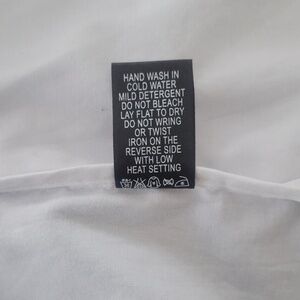 HAND WASH IN
COLD WATER
MILD DETERGENT
DO NOT BLEACH
LAY FLAT TO DRY
DO NOT WRING
OR TWIST
IRON ON THE
REVERSE SIDE
WITH LOW
HEAT SETTING